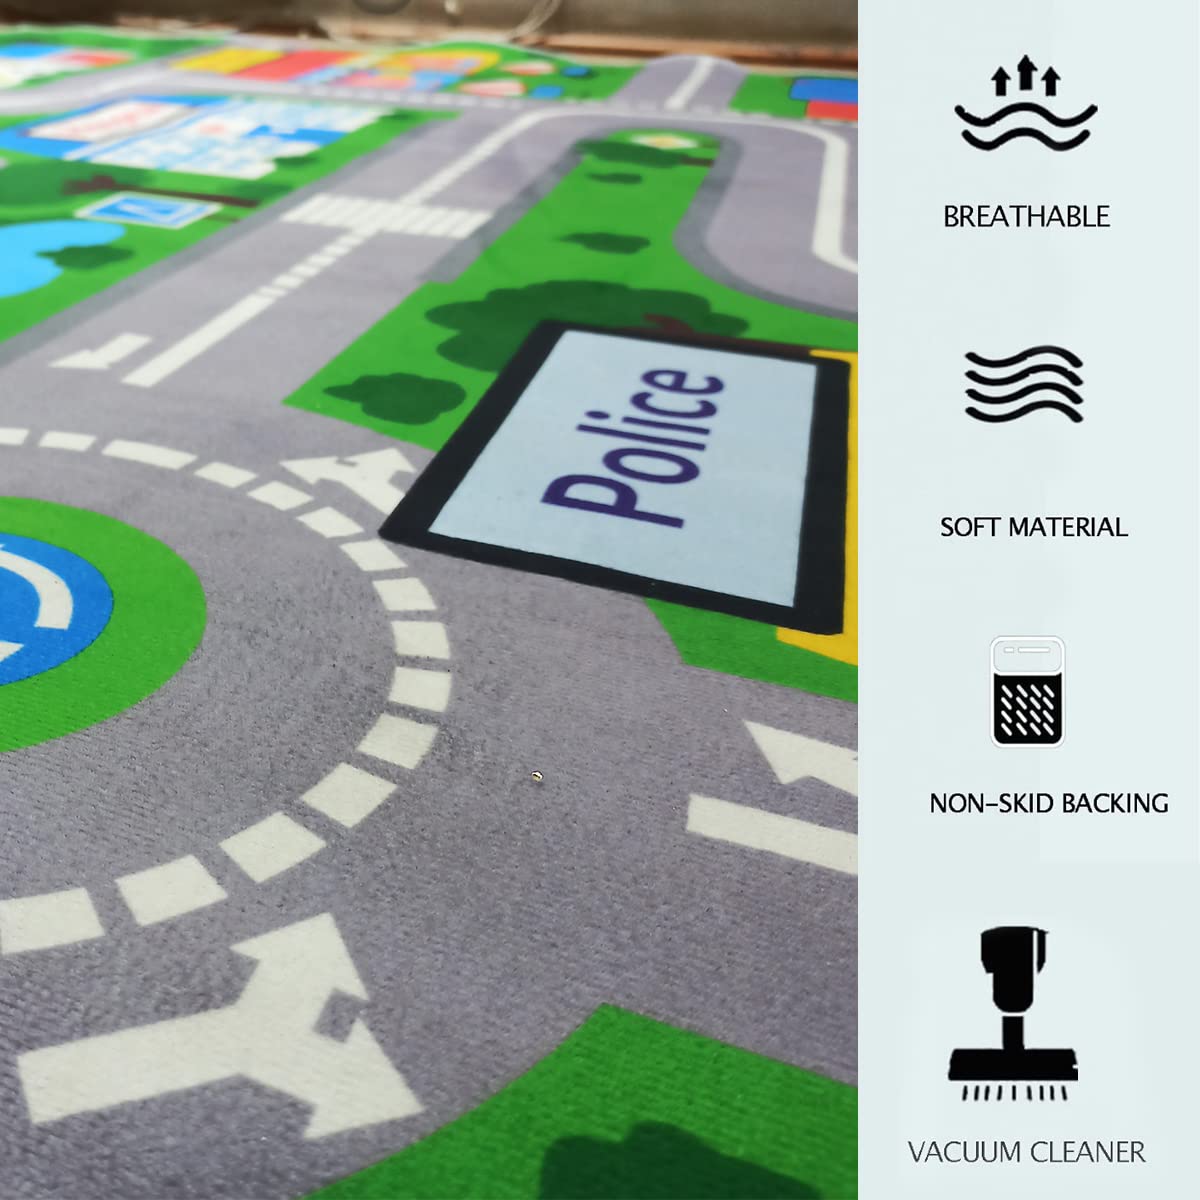 Police
BREATHABLE
SOFT MATERIAL
NON-SKID BACKING
VACUUM CLEANER